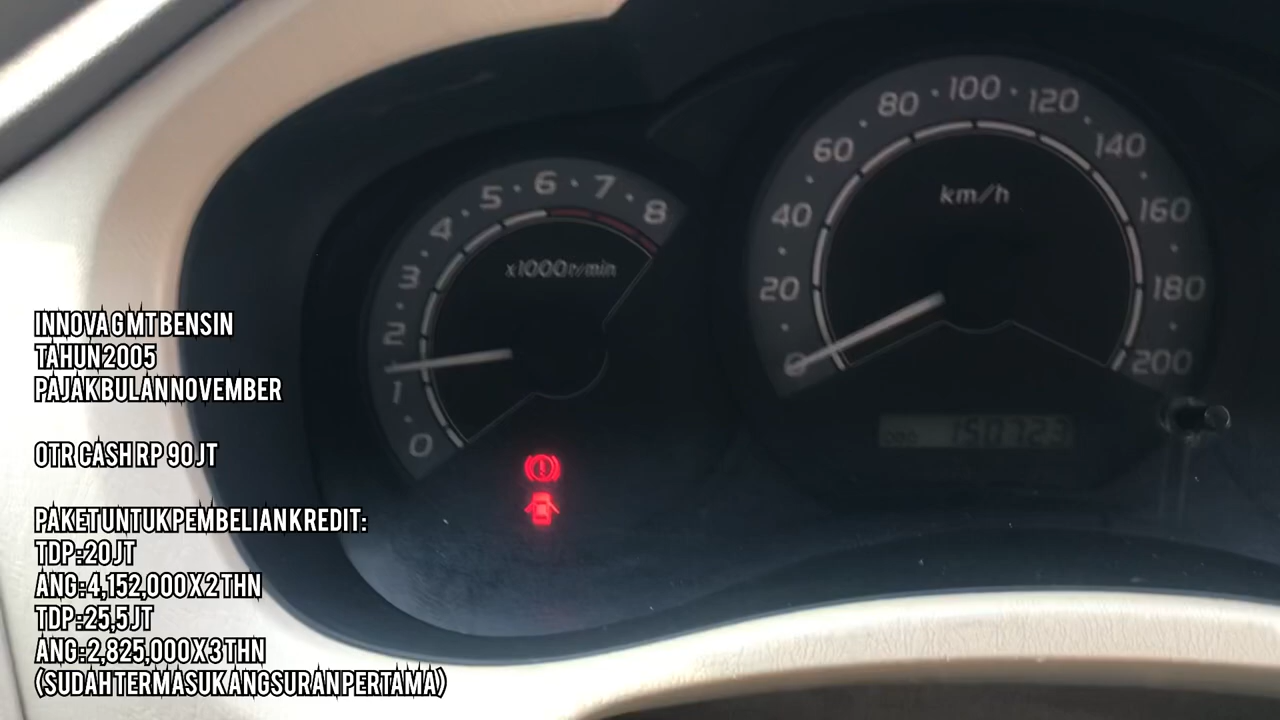 INNOVA G MT BENSIN
TAHUN 2005
PAJAK BULAN NOVEMBER
OTR CASH RP 90 JT
PAKET UNTUK PEMBELIAN KREDIT:
TDP : 20 JT
ANG : 4,152,000 X 2 THN
TDP : 25,5 JT
ANG : 2,825,000 X 3 THN
(SUDAH TERMASUK ANGSURAN PERTAMA)
0 1 2 3 4 5 6 7 8
x1000r/min
0 20 40 60 80 100 120 140 160 180 200
km/h
150723